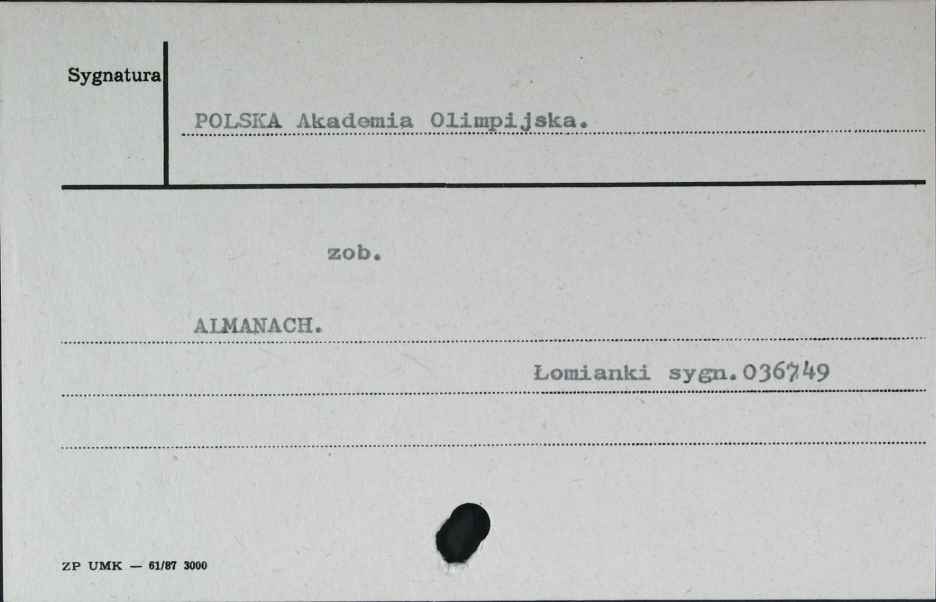 Sygnatura
POLSKA Akademia Olimpijska.
zob.
ALMANACH.
Łomianki sygn. 036749
ZP UMK — 61/87 3000